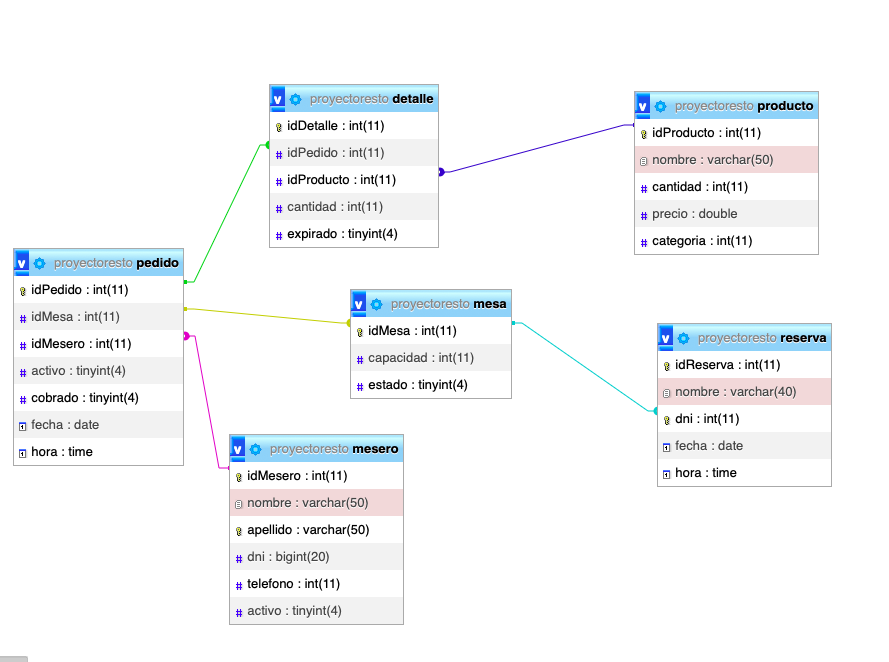 v proyectoresto detalle
idDetalle : int(11)
# idPedido : int(11)
# idProducto : int(11)
# cantidad : int(11)
# expirado : tinyint(4)
v proyectoresto producto
idProducto : int(11)
nombre : varchar(50)
# cantidad : int(11)
# precio : double
# categoria : int(11)
v proyectoresto pedido
idPedido : int(11)
# idMesa : int(11)
# idMesero : int(11)
# activo : tinyint(4)
# cobrado : tinyint(4)
fecha : date
hora : time
v proyectoresto mesa
idMesa : int(11)
# capacidad : int(11)
# estado : tinyint(4)
v proyectoresto reserva
idReserva : int(11)
nombre : varchar(40)
dni : int(11)
fecha : date
hora : time
v proyectoresto mesero
idMesero : int(11)
nombre : varchar(50)
apellido : varchar(50)
# dni : bigint(20)
# telefono : int(11)
# activo : tinyint(4)